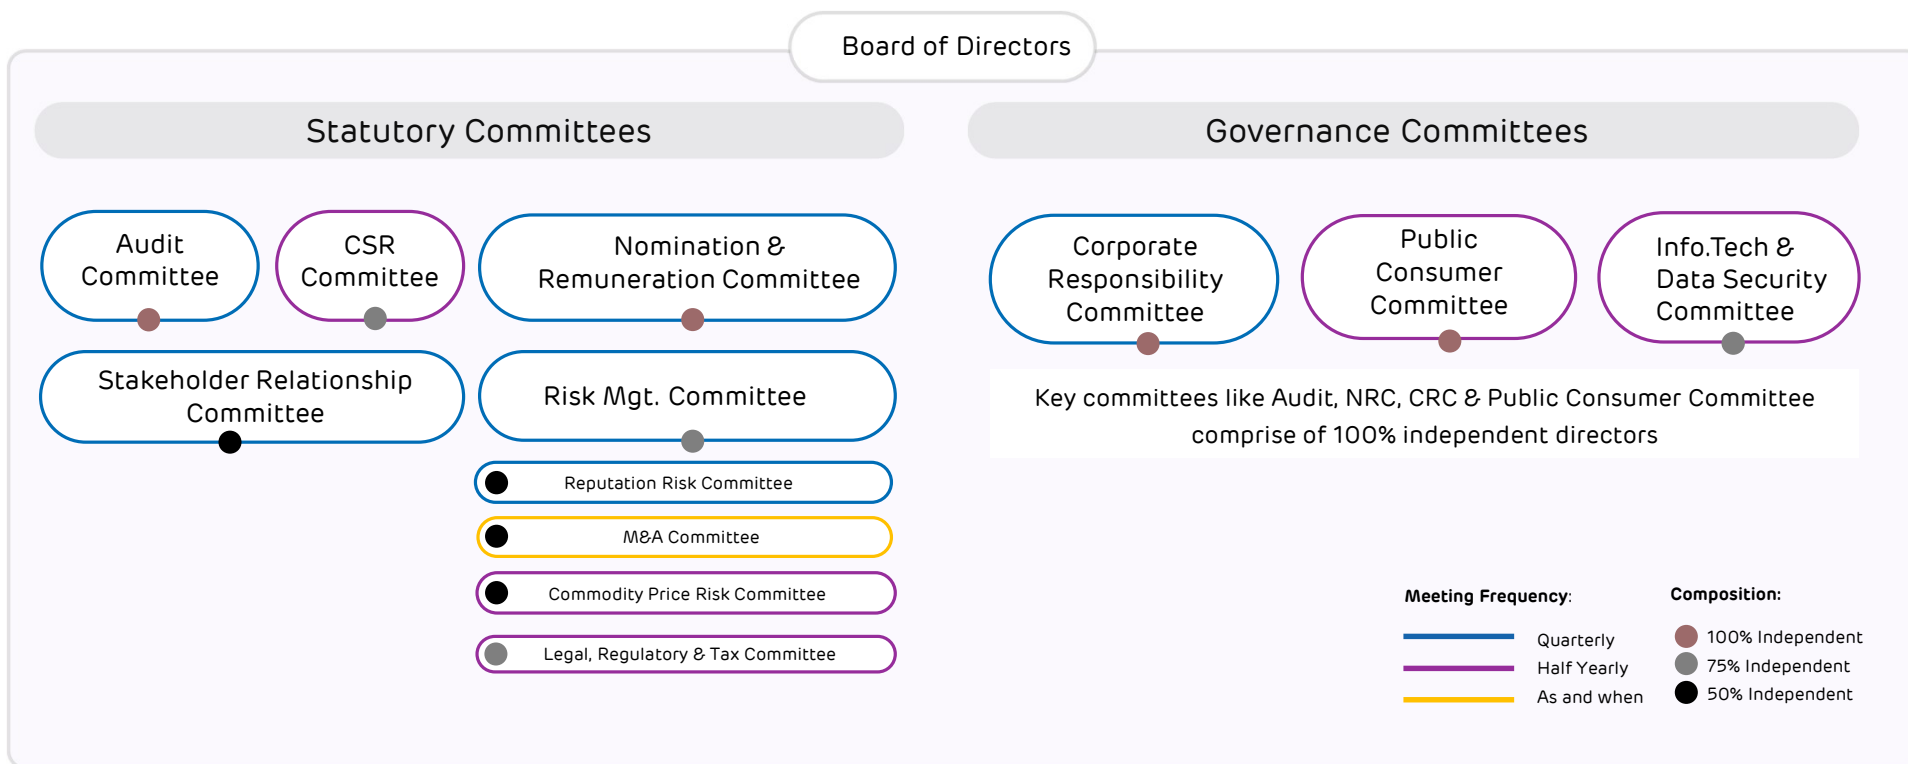 Board of Directors
Statutory Committees
Governance Committees
Audit
Committee
CSR
Committee
Nomination &
Remuneration Committee
Corporate
Responsibility
Committee
Public
Consumer
Committee
Info.Tech &
Data Security
Committee
Stakeholder Relationship
Committee
Risk Mgt. Committee
Key committees like Audit, NRC, CRC & Public Consumer Committee
comprise of 100% independent directors
Reputation Risk Committee
M&A Committee
Commodity Price Risk Committee
Legal, Regulatory & Tax Committee
Meeting Frequency:
Quarterly
Half Yearly
As and when
Composition:
100% Independent
75% Independent
50% Independent